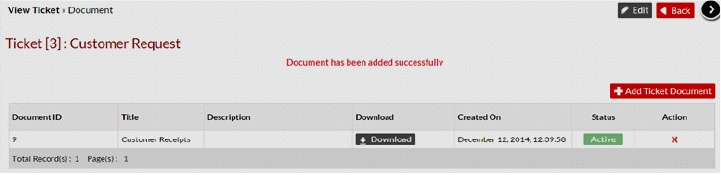 View Ticket › Document
Edit
Back
Ticket [3] : Customer Request
Document has been added successfully
Add Ticket Document
Document ID Title Description Download Created On Status Action
9 Customer Receipts Download December 12, 2014, 12:39:50 Active X
Total Record(s) : 1 Page(s) : 1